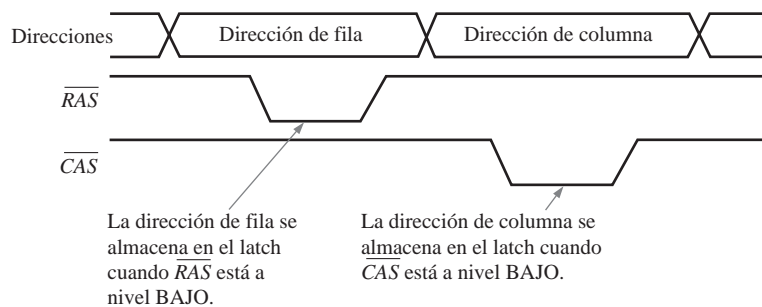 Direcciones
Dirección de fila
Dirección de columna
RAS
CAS
La dirección de fila se
almacena en el latch
cuando RAS está a
nivel BAJO.
La dirección de columna se
almacena en el latch cuando
CAS está a nivel BAJO.